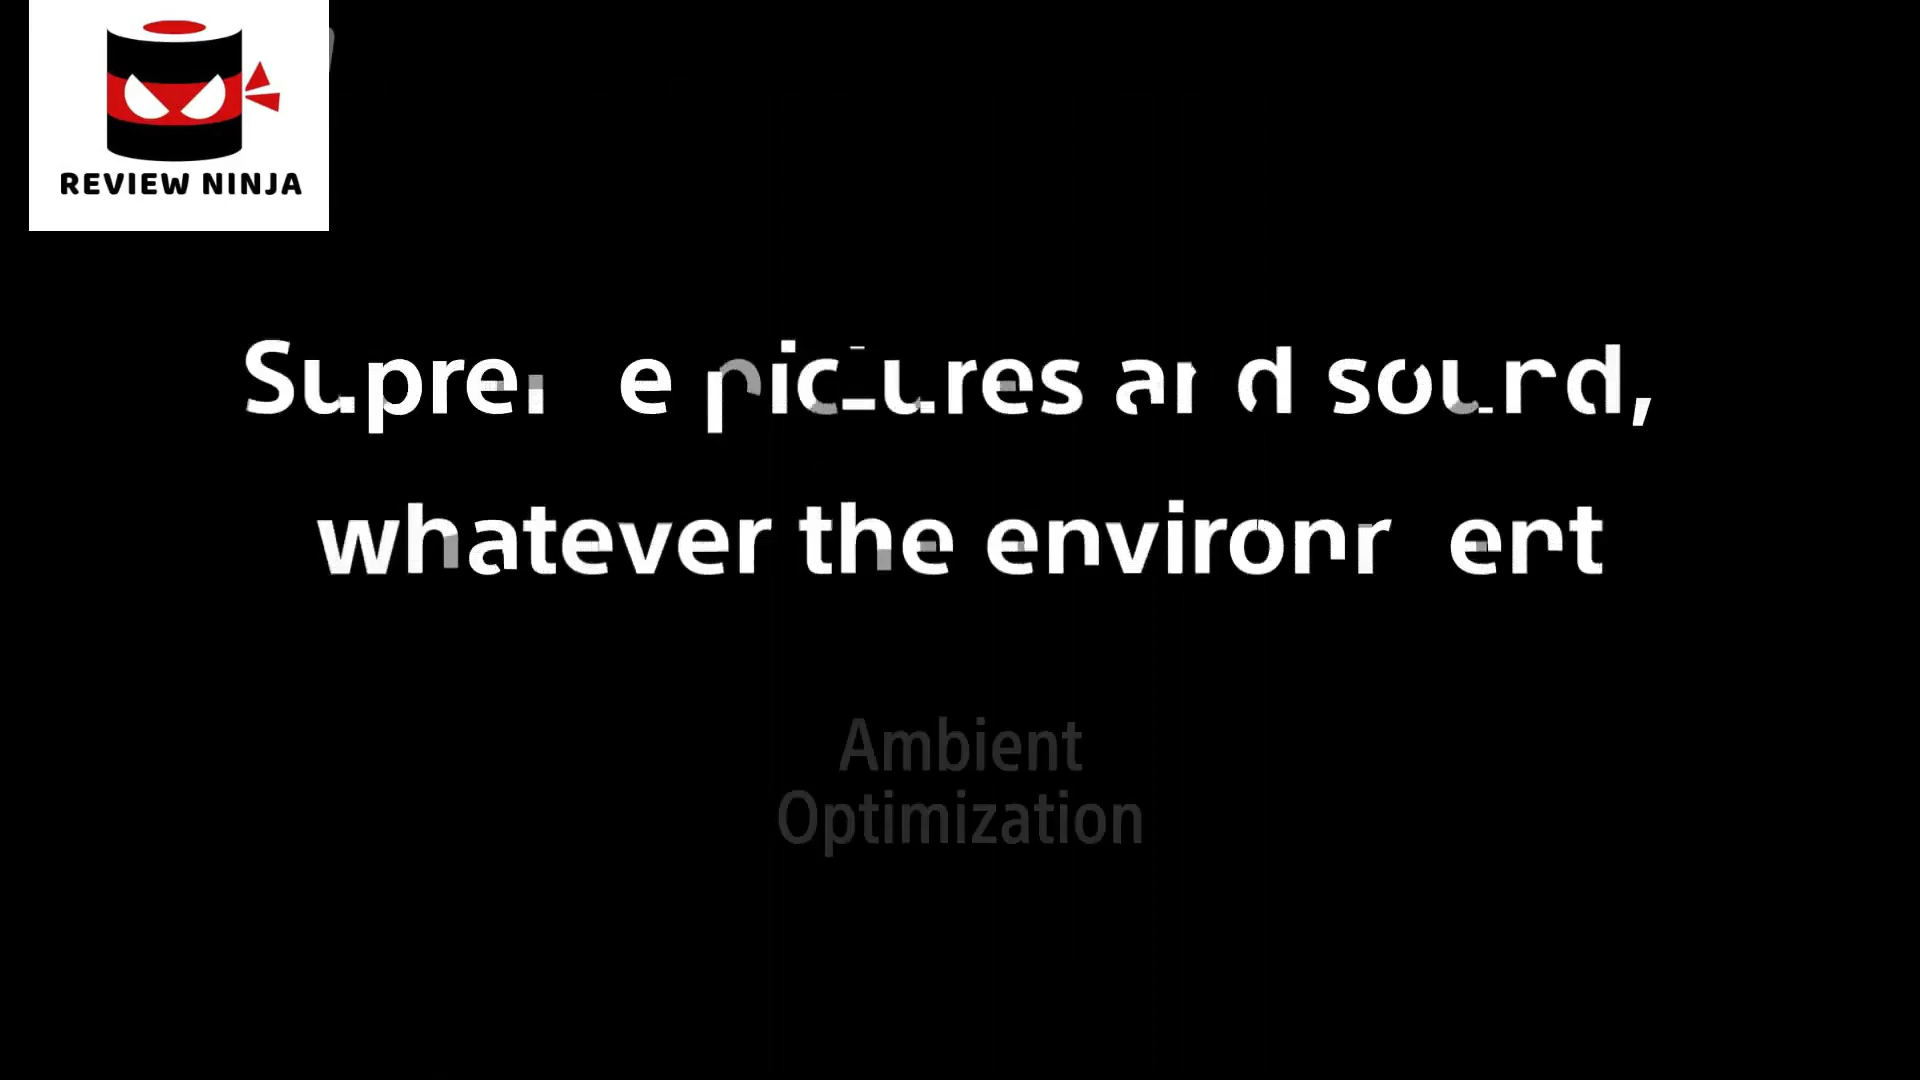 REVIEW NINJA
Supreme pictures and sound,
whatever the environment
Ambient
Optimization